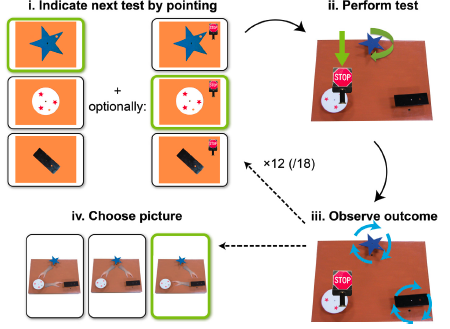 i. Indicate next test by pointing
ii. Perform test
+
optionally:
STOP
STOP
×12 (/18)
iv. Choose picture
iii. Observe outcome
STOP